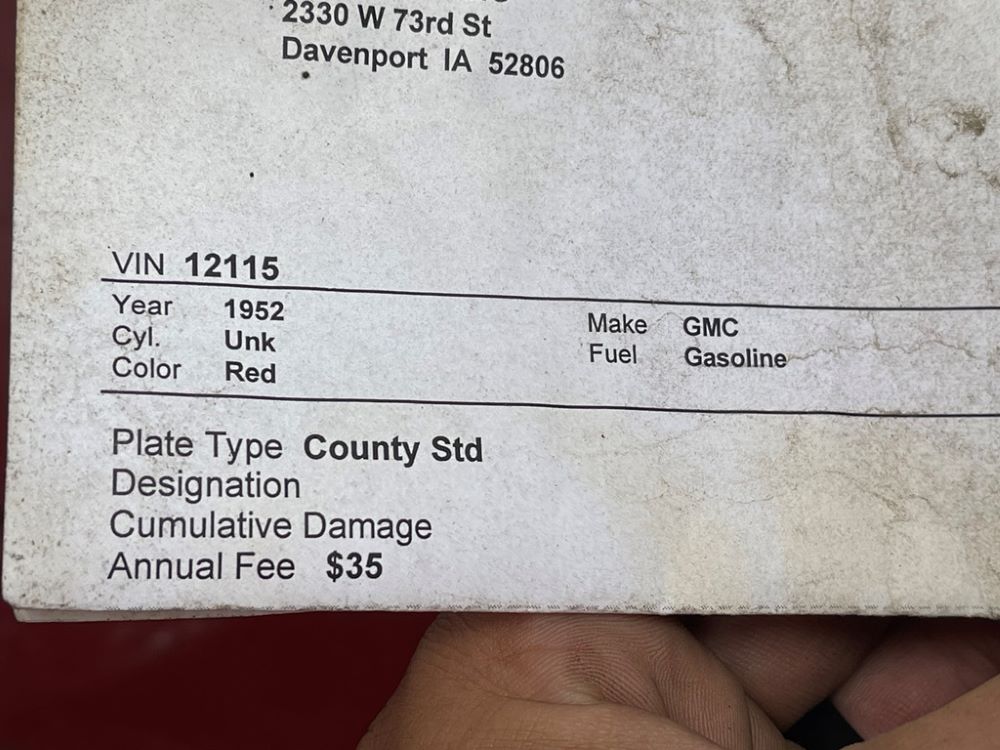 2330 W 73rd St
Davenport IA 52806
VIN 12115
Year 1952 Make GMC
Cyl. Unk Fuel Gasoline
Color Red
Plate Type County Std
Designation
Cumulative Damage
Annual Fee $35